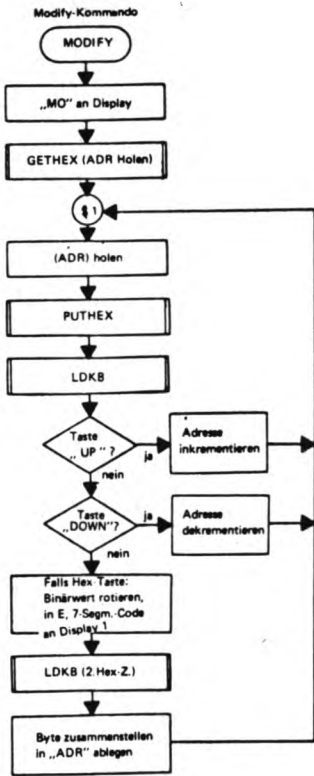 Modify-Kommando
MODIFY
„MO" an Display
GETHEX (ADR Holen)
$ 1
(ADR) holen
PUTHEX
LDKB
Taste
„ UP " ?
ja
Adresse
inkrementieren
nein
Taste
„DOWN"?
ja
Adresse
dekrementieren
nein
Falls Hex-Taste:
Binärwert rotieren,
in E, 7-Segm.-Code
an Display 1
LDKB (2.Hex-Z.)
Byte zusammenstellen
in „ADR" ablegen